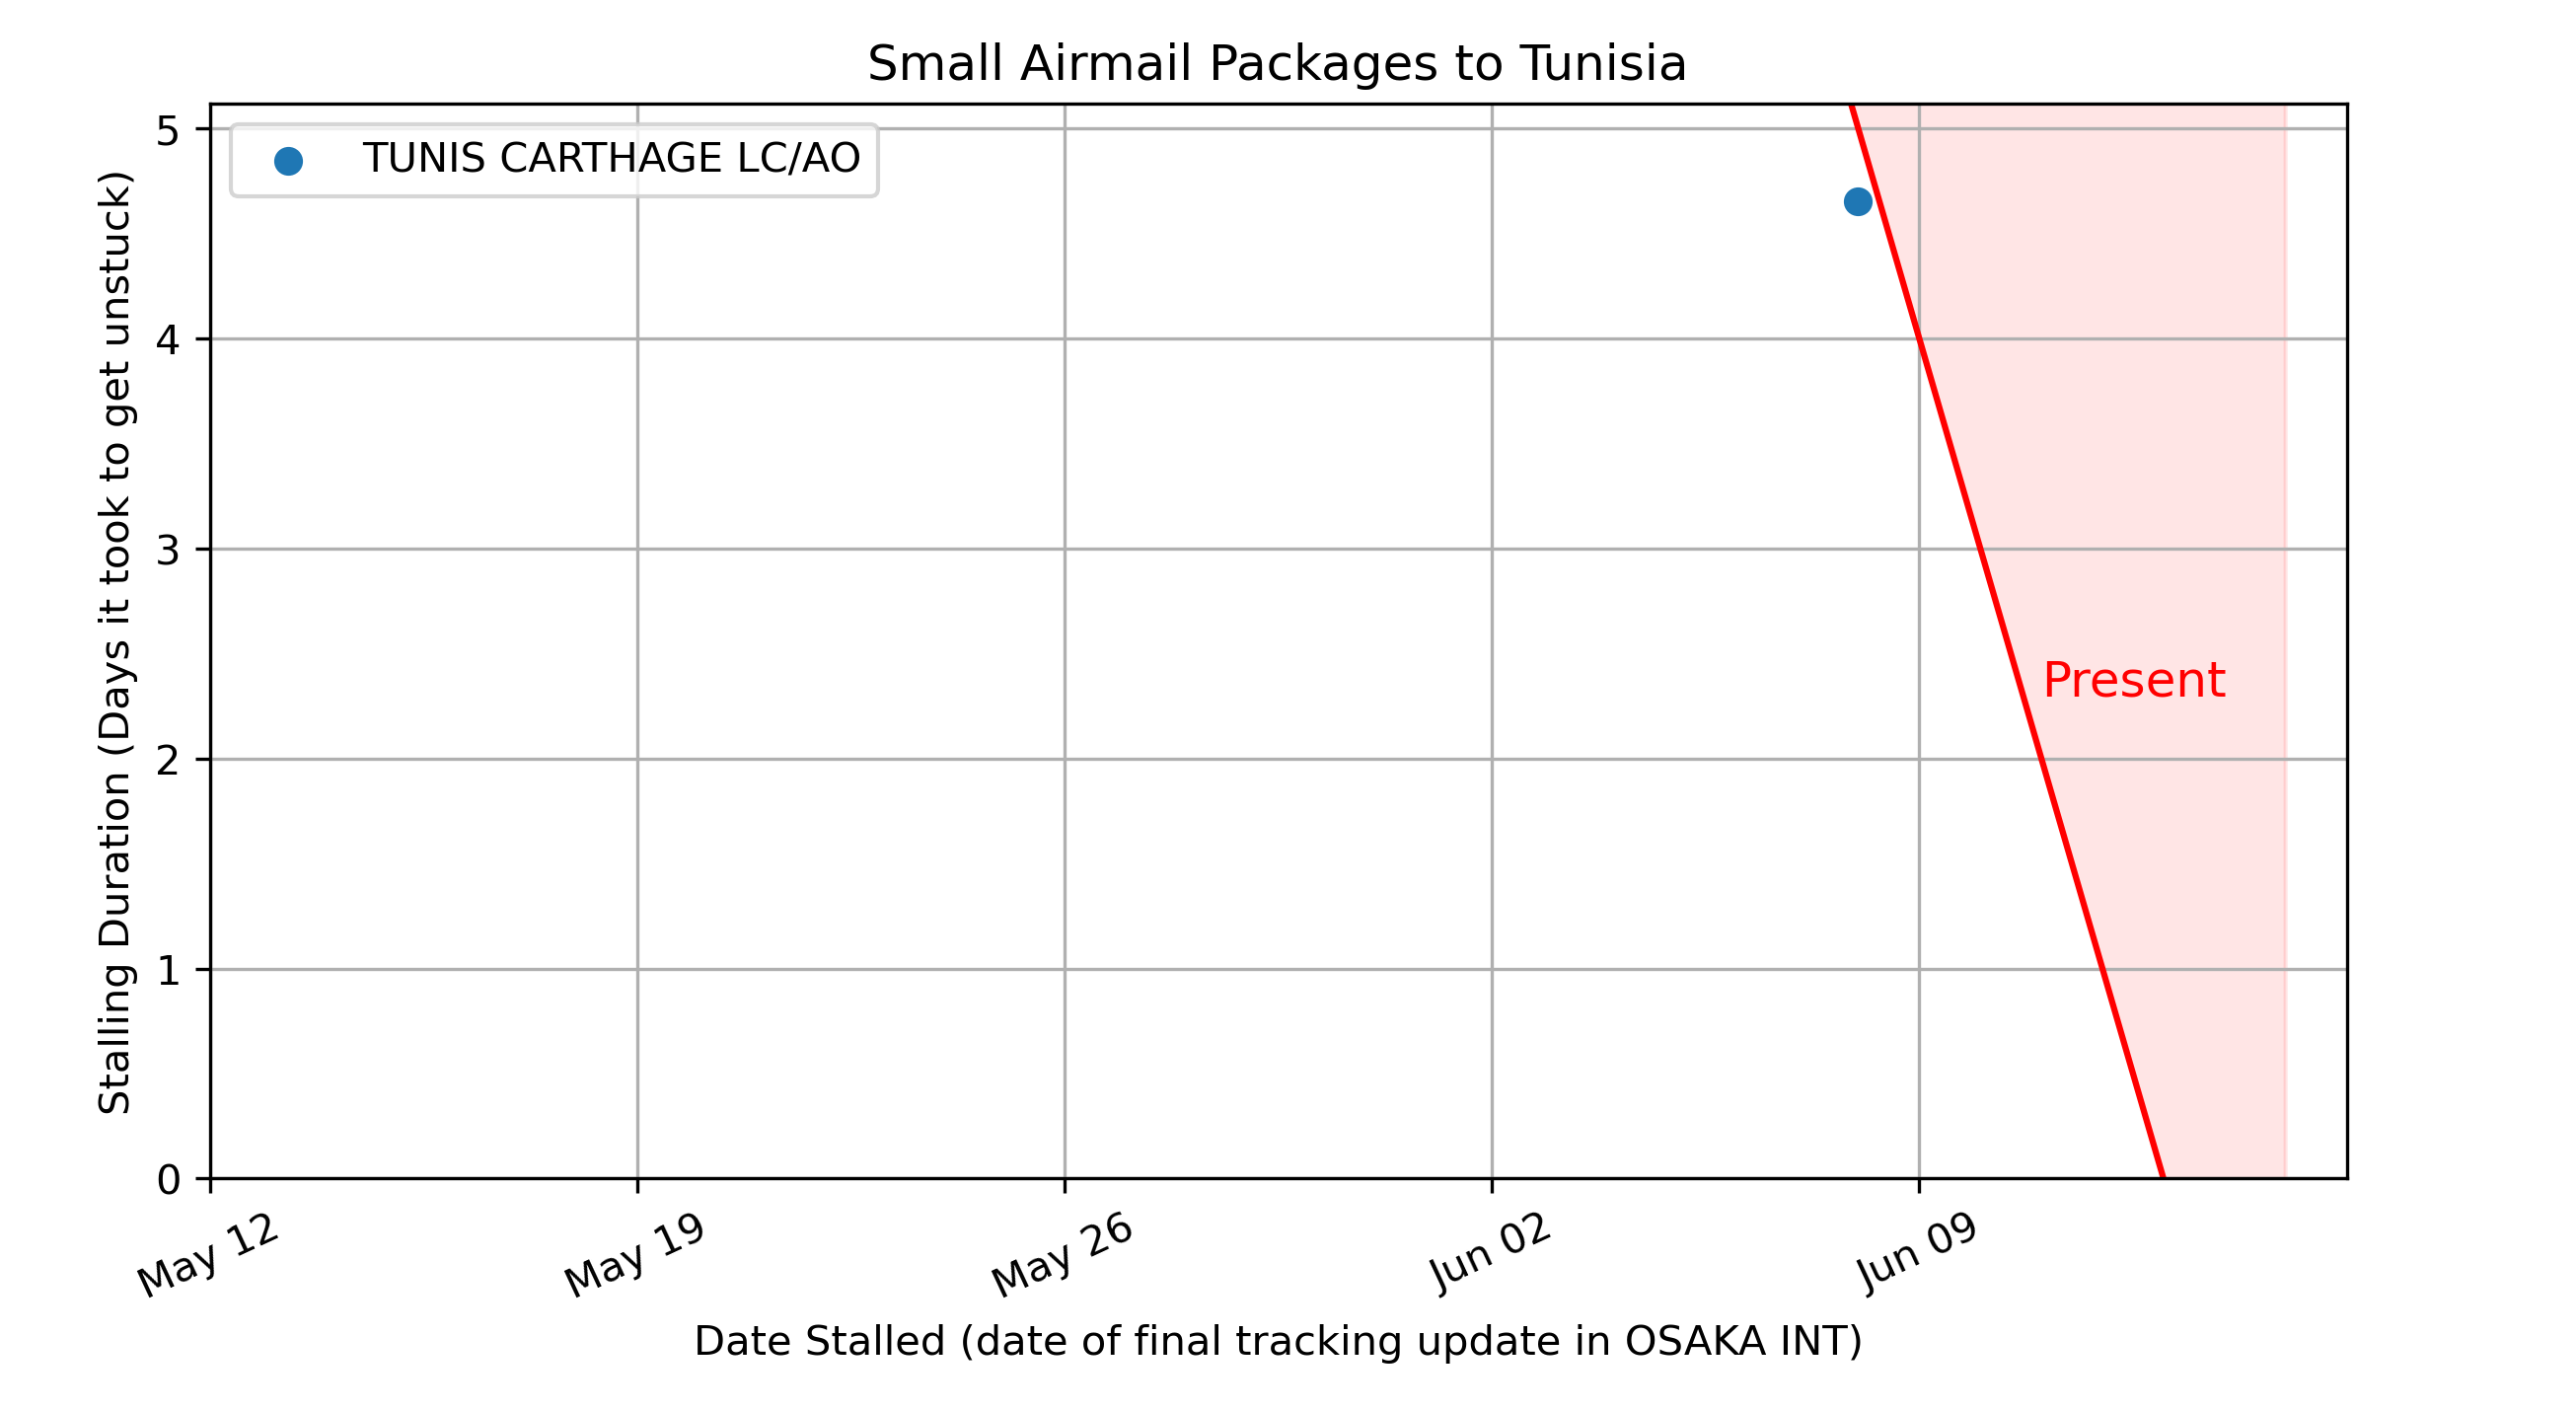 Small Airmail Packages to Tunisia
TUNIS CARTHAGE LC/AO
Stalling Duration (Days it took to get unstuck)
5
4
3
2
1
0
Present
May 12
May 19
May 26
Jun 02
Jun 09
Date Stalled (date of final tracking update in OSAKA INT)